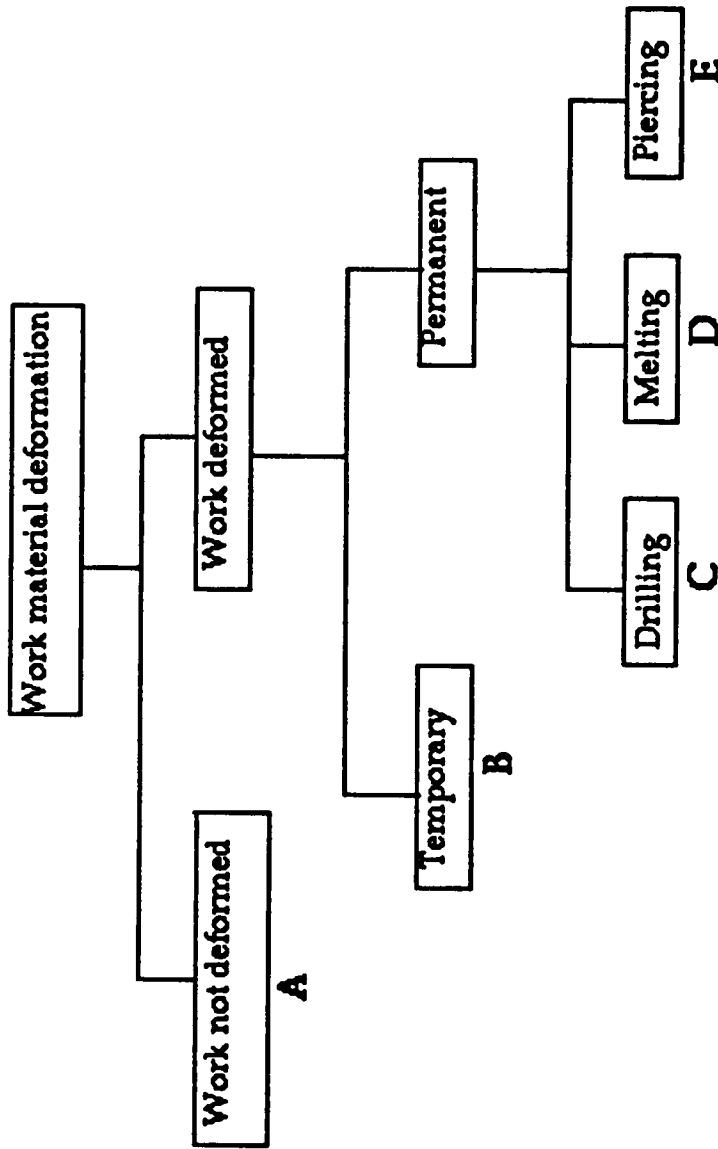 Work material deformation
Work not deformed
A
Work deformed
Temporary
B
Permanent
Drilling
C
Melting
D
Piercing
E